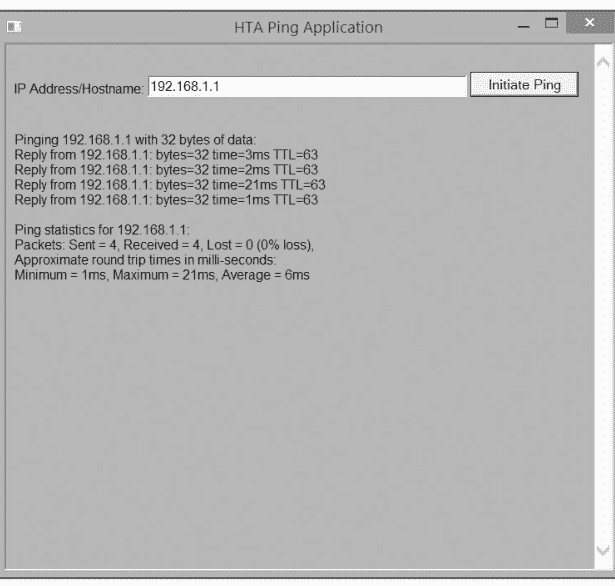 HTA Ping Application
IP Address/Hostname: 192.168.1.1 Initiate Ping
Pinging 192.168.1.1 with 32 bytes of data:
Reply from 192.168.1.1: bytes=32 time=3ms TTL=63
Reply from 192.168.1.1: bytes=32 time=2ms TTL=63
Reply from 192.168.1.1: bytes=32 time=21ms TTL=63
Reply from 192.168.1.1: bytes=32 time=1ms TTL=63
Ping statistics for 192.168.1.1:
Packets: Sent = 4, Received = 4, Lost = 0 (0% loss),
Approximate round trip times in milli-seconds:
Minimum = 1ms, Maximum = 21ms, Average = 6ms